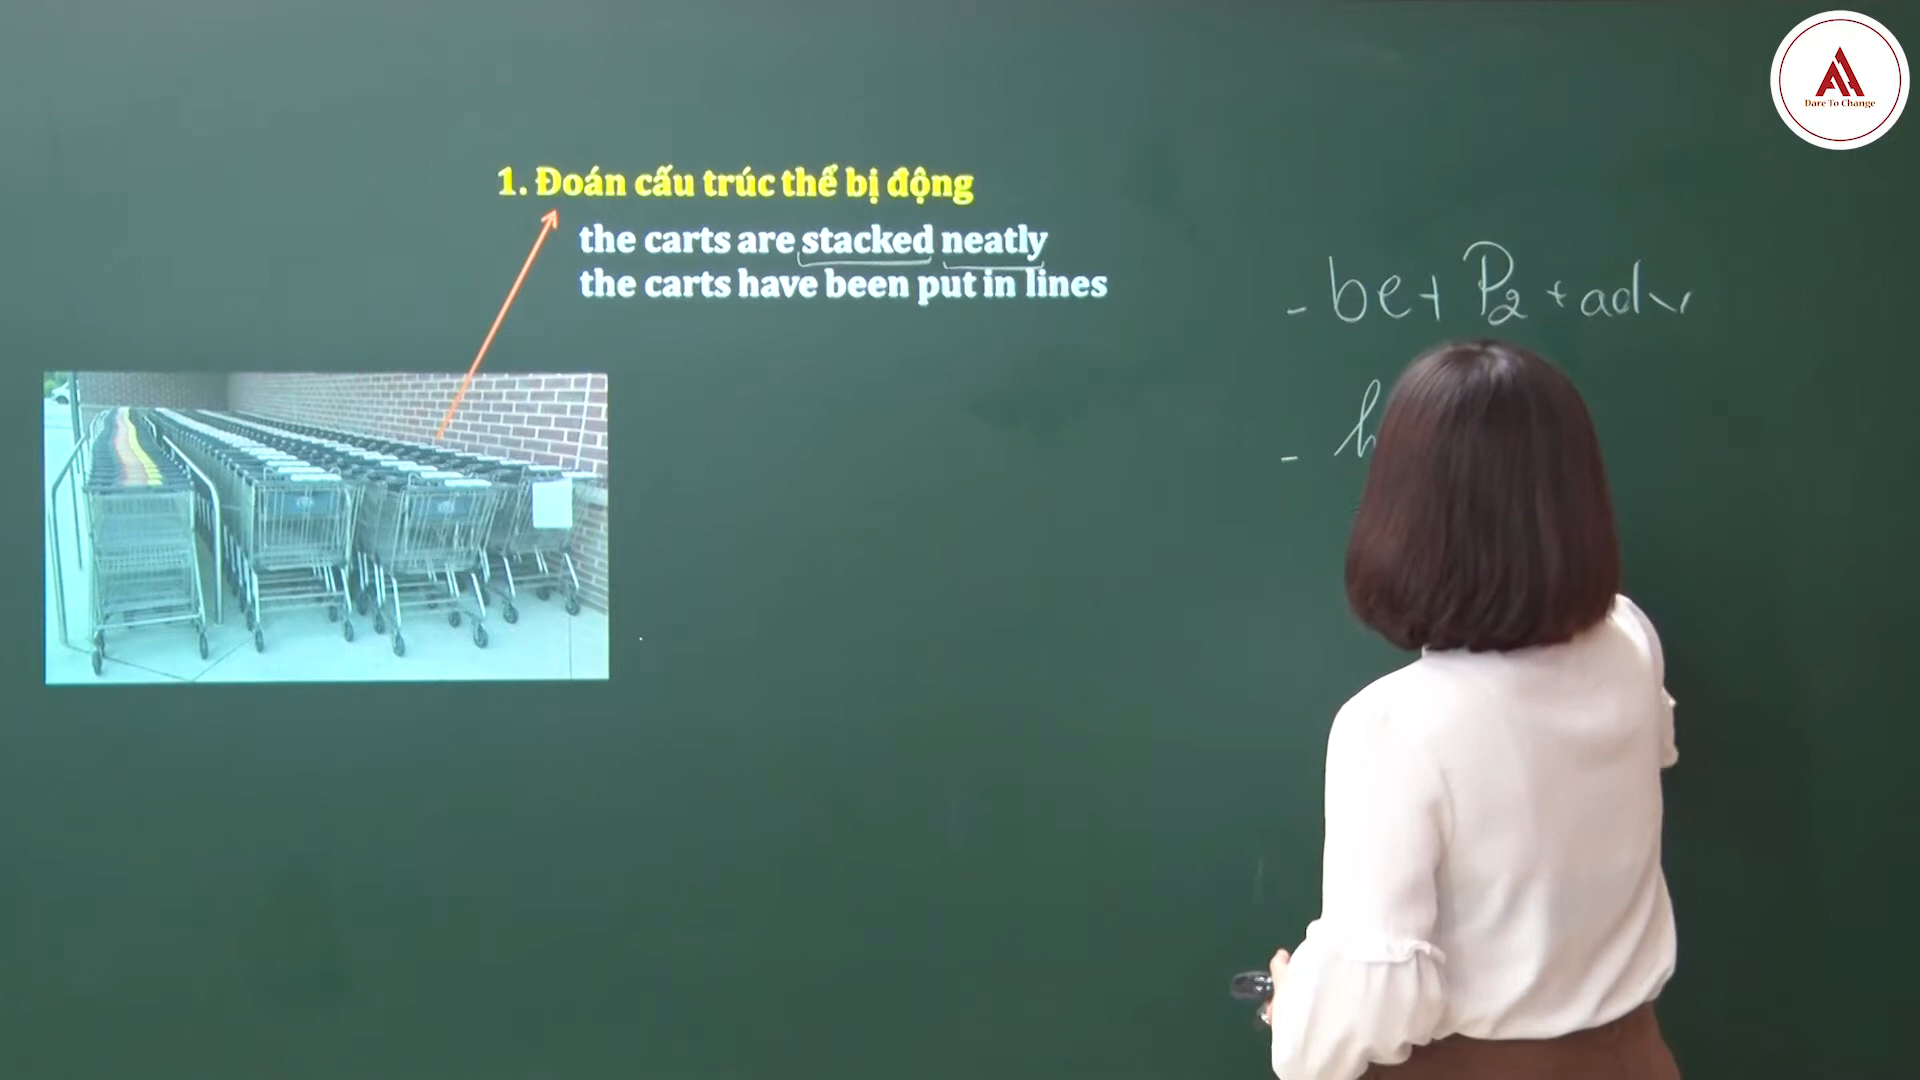 Dare To Change
1. Đoán cấu trúc thể bị động
the carts are stacked neatly
the carts have been put in lines
- be + P2 + adv
- h